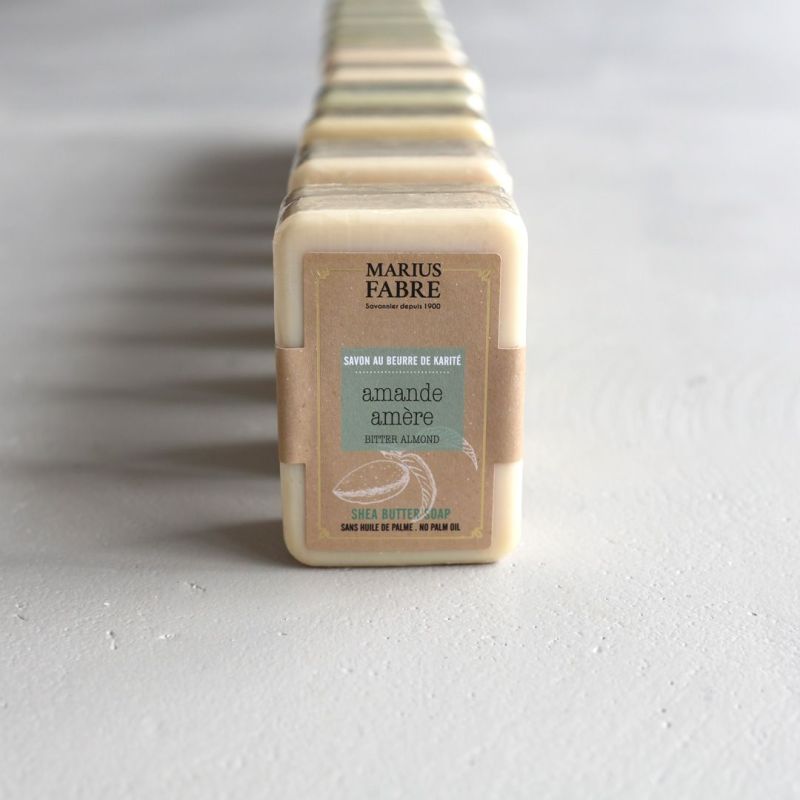 MARIUS
FABRE
Savonnier depuis 1900
SAVON AU BEURRE DE KARITÉ
amande
amère
BITTER ALMOND
SHEA BUTTER SOAP
SANS HUILE DE PALME . NO PALM OIL